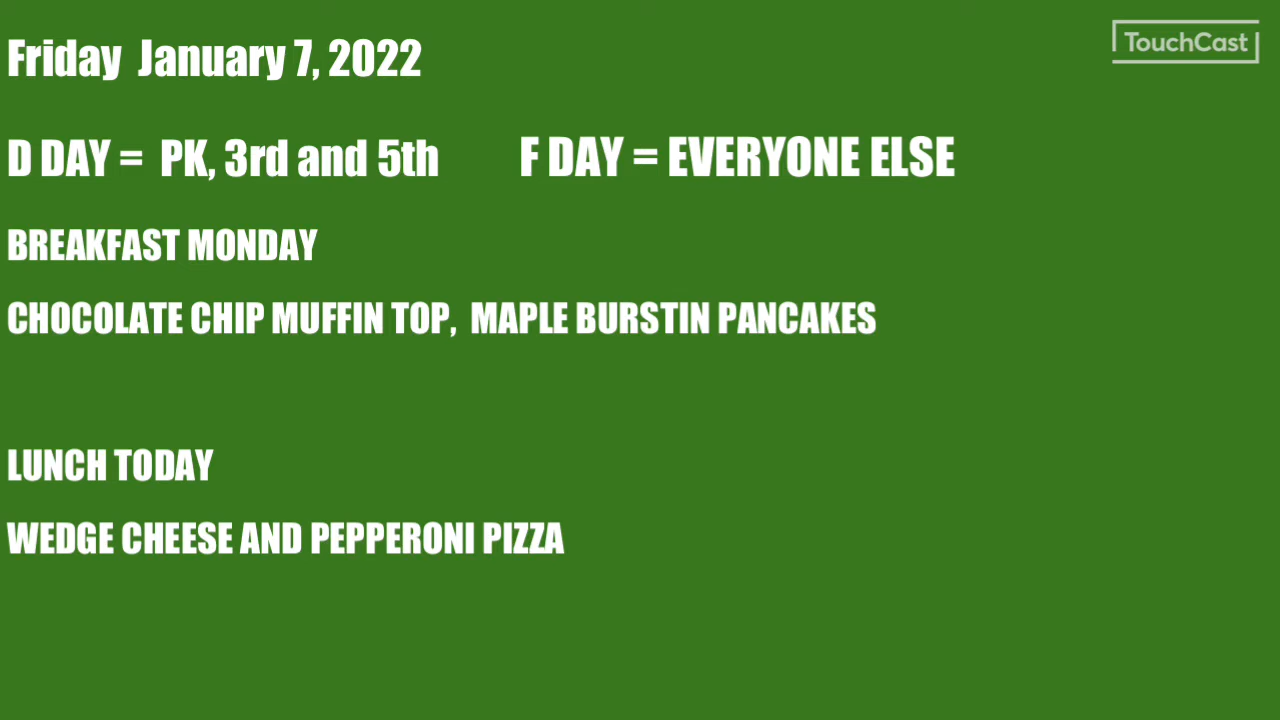 TouchCast
Friday January 7, 2022
D DAY = PK, 3rd and 5th F DAY = EVERYONE ELSE
BREAKFAST MONDAY
CHOCOLATE CHIP MUFFIN TOP, MAPLE BURSTIN PANCAKES
LUNCH TODAY
WEDGE CHEESE AND PEPPERONI PIZZA